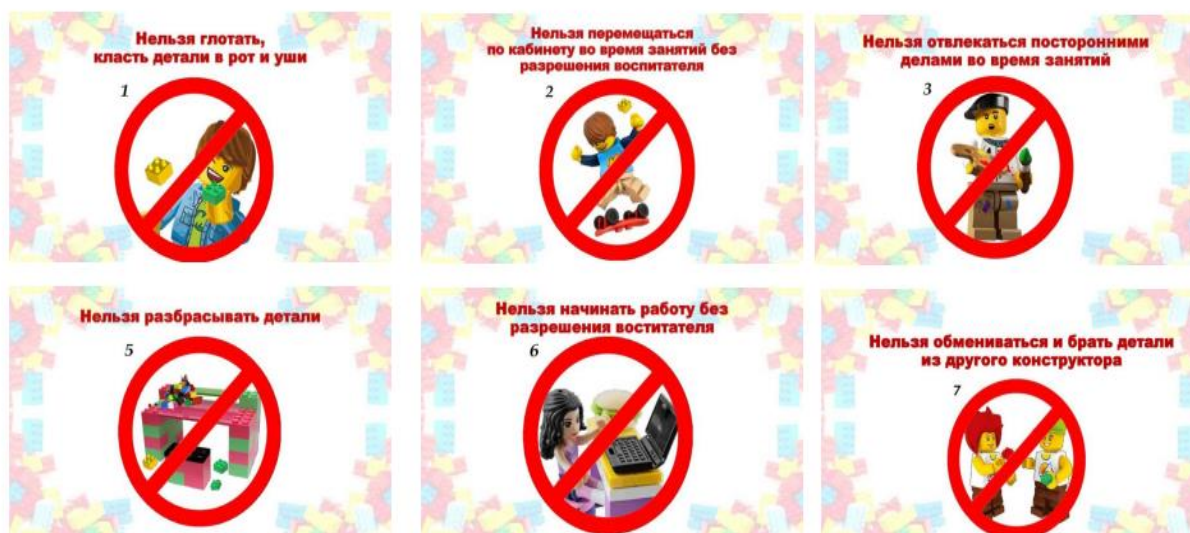 Нельзя глотать,
класть детали в рот и уши
1
Нельзя перемещаться
по кабинету во время занятий без
разрешения воспитателя
2
Нельзя отвлекаться посторонними
делами во время занятий
3
Нельзя разбрасывать детали
5
Нельзя начинать работу без
разрешения воститателя
6
Нельзя обмениваться и брать детали
из другого конструктора
7